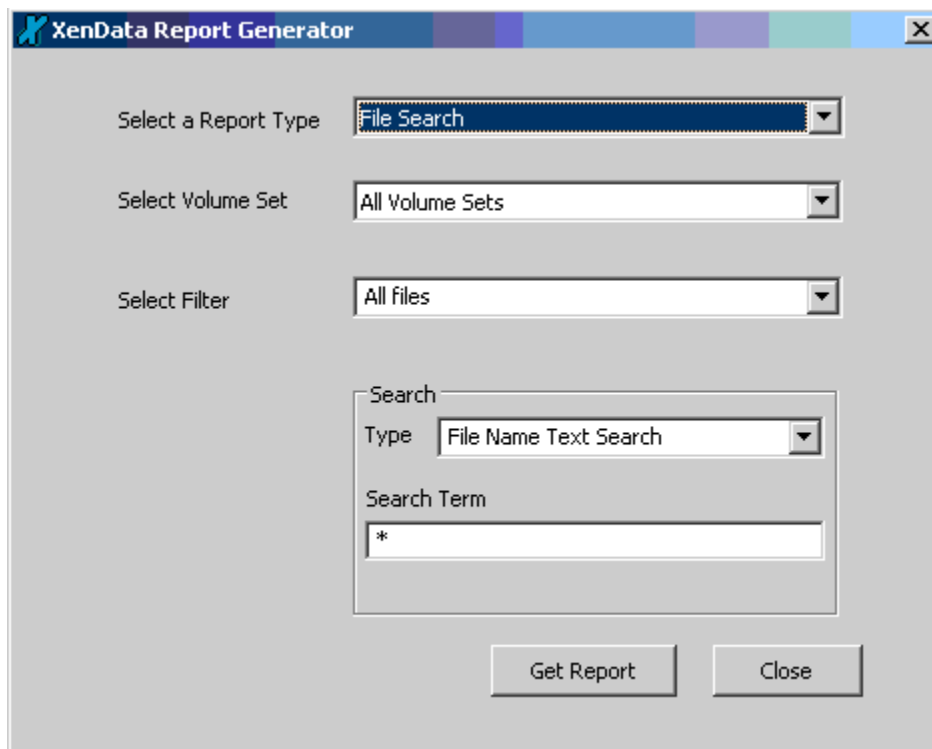 XenData Report Generator
Select a Report Type File Search
Select Volume Set All Volume Sets
Select Filter All files
Search
Type File Name Text Search
Search Term
*
Get Report Close